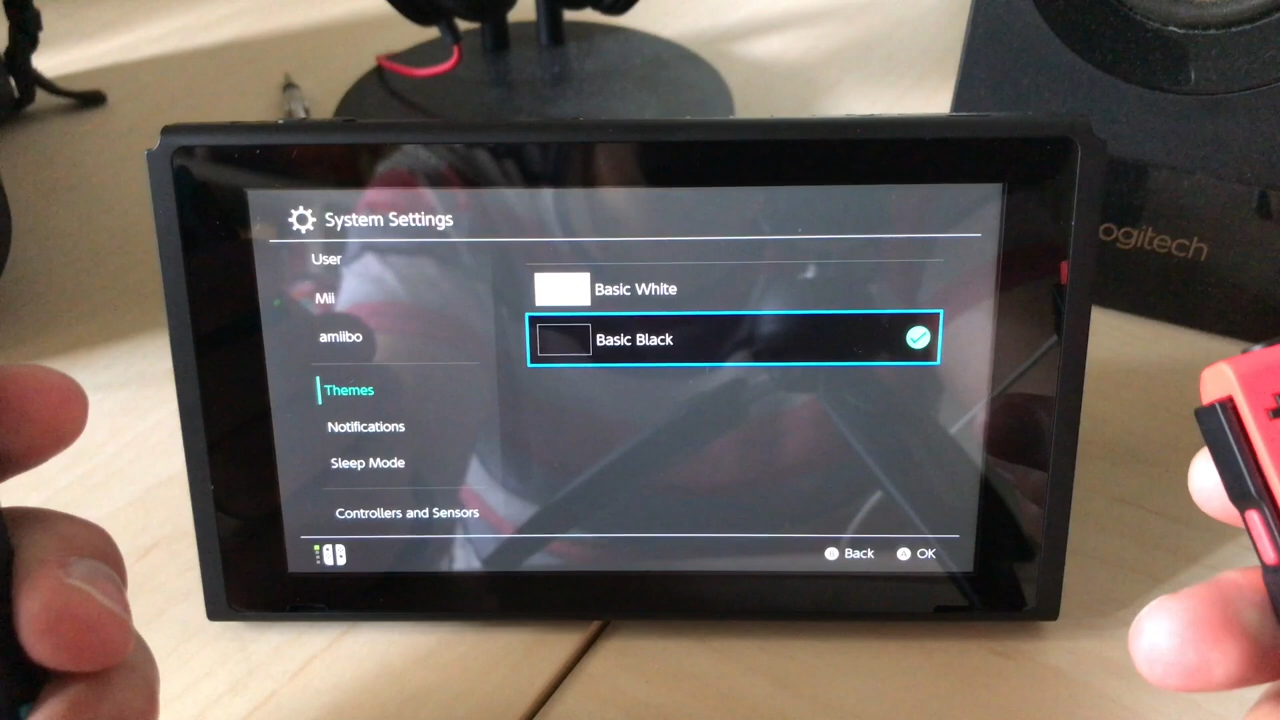 System Settings
User
Mii
amiibo
Themes
Notifications
Sleep Mode
Controllers and Sensors
Basic White
Basic Black
Back
A OK
ogitech